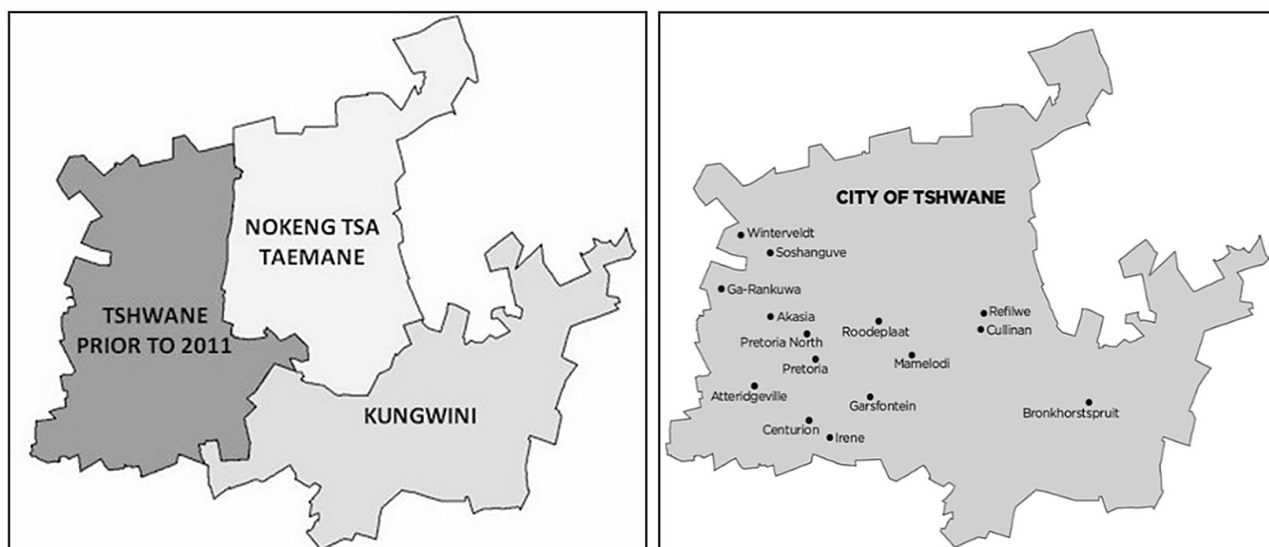 NOKENG TSA
TAEMANE
TSHWANE
PRIOR TO 2011
KUNGWINI
CITY OF TSHWANE
Winterveldt
Soshanguve
Ga-Rankuwa
Akasia
Refilwe
Roodeplaat
Cullinan
Pretoria North
Pretoria
Mamelodi
Atteridgeville
Garsfontein
Bronkhorstspruit
Centurion
Irene